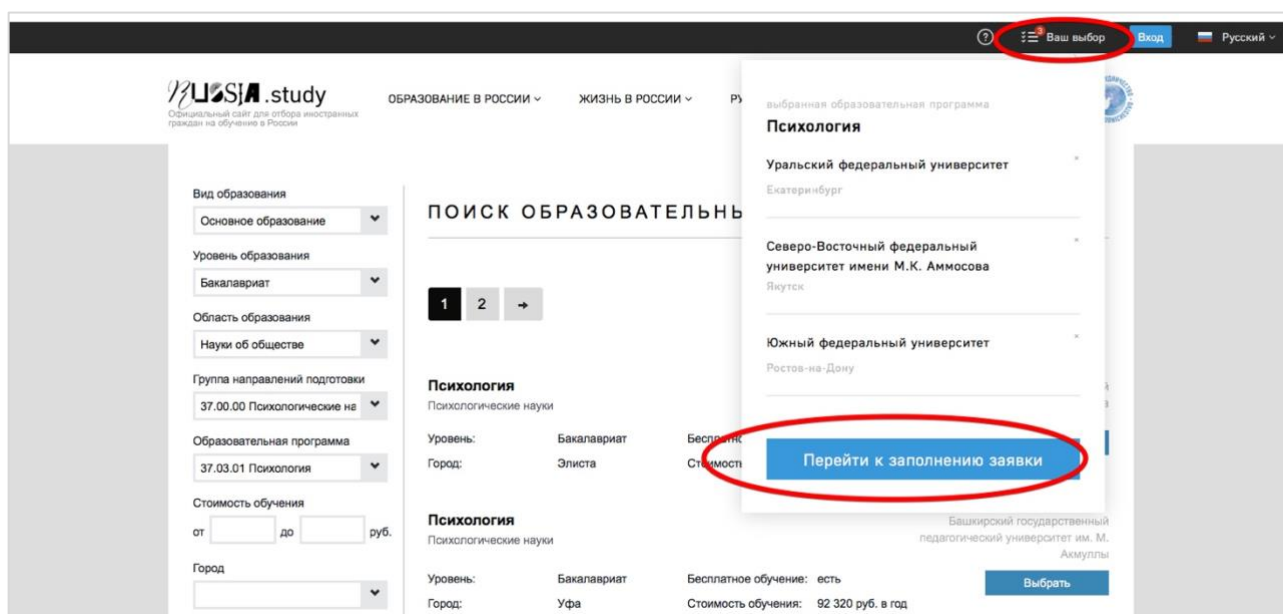 ? 3 Ваш выбор Вход Русский
RUSSIA.study
Официальный сайт для отбора иностранных
граждан на обучение в России
ОБРАЗОВАНИЕ В РОССИИ ЖИЗНЬ В РОССИИ РУ
выбранная образовательная программа
Психология
Уральский федеральный университет
Екатеринбург
Северо-Восточный федеральный
университет имени М.К. Аммосова
Якутск
Южный федеральный университет
Ростов-на-Дону
Перейти к заполнению заявки
Вид образования
Основное образование
Уровень образования
Бакалавриат
Область образования
Науки об обществе
Группа направлений подготовки
37.00.00 Психологические на
Образовательная программа
37.03.01 Психология
Стоимость обучения
от до руб.
Город
ПОИСК ОБРАЗОВАТЕЛЬНЫ
1 2 →
Психология
Психологические науки
Уровень: Бакалавриат
Город: Элиста
Психология
Психологические науки
Башкирский государственный
педагогический университет им. М.
Акмуллы
Уровень: Бакалавриат Бесплатное обучение: есть
Выбрать
Город: Уфа Стоимость обучения: 92 320 руб. в год